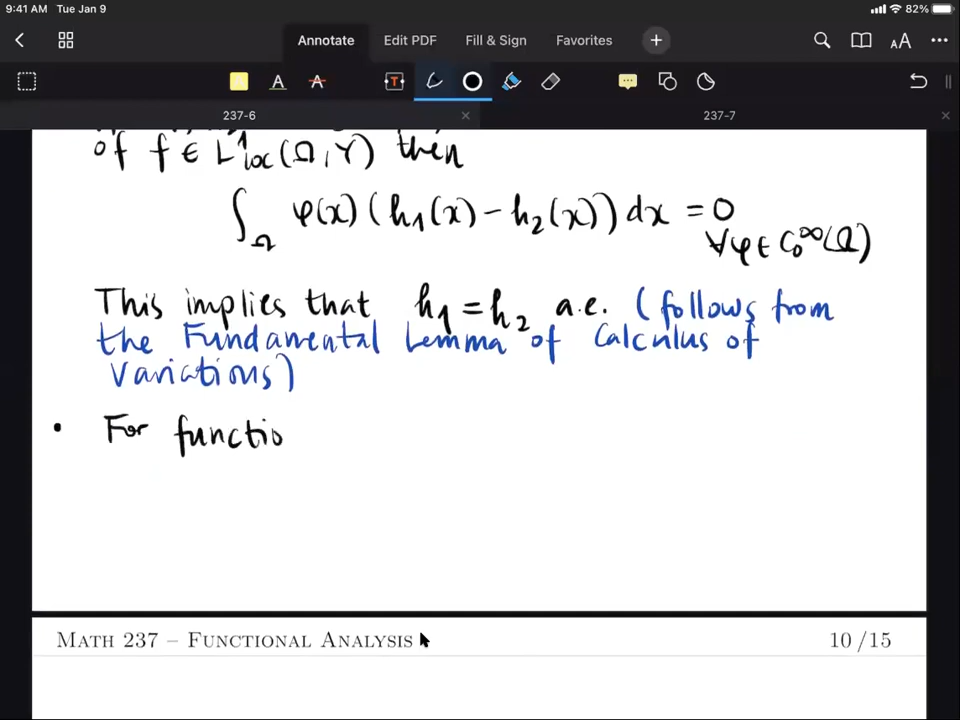 9:41 AM Tue Jan 9
82%
Annotate Edit PDF Fill & Sign Favorites
237-6
237-7
of f ∈ L¹loc(Ω, Y) then
∫_Ω φ(x) (h₁(x) - h₂(x)) dx = 0
∀φ ∈ C₀^∞(Ω)
This implies that h₁ = h₂ a.e. (follows from
the Fundamental Lemma of Calculus of
Variations)
• For functio
MATH 237 – FUNCTIONAL ANALYSIS 10 /15